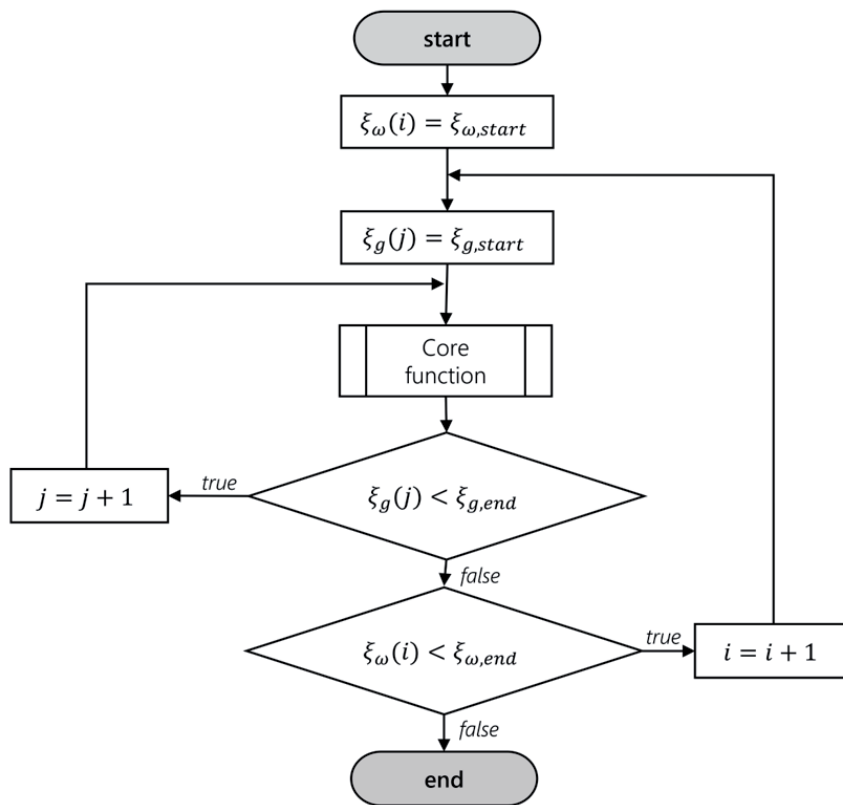 start
ξ_ω(i) = ξ_ω,start
ξ_g(j) = ξ_g,start
Core
function
j = j + 1
true
ξ_g(j) < ξ_g,end
false
ξ_ω(i) < ξ_ω,end
true
i = i + 1
false
end